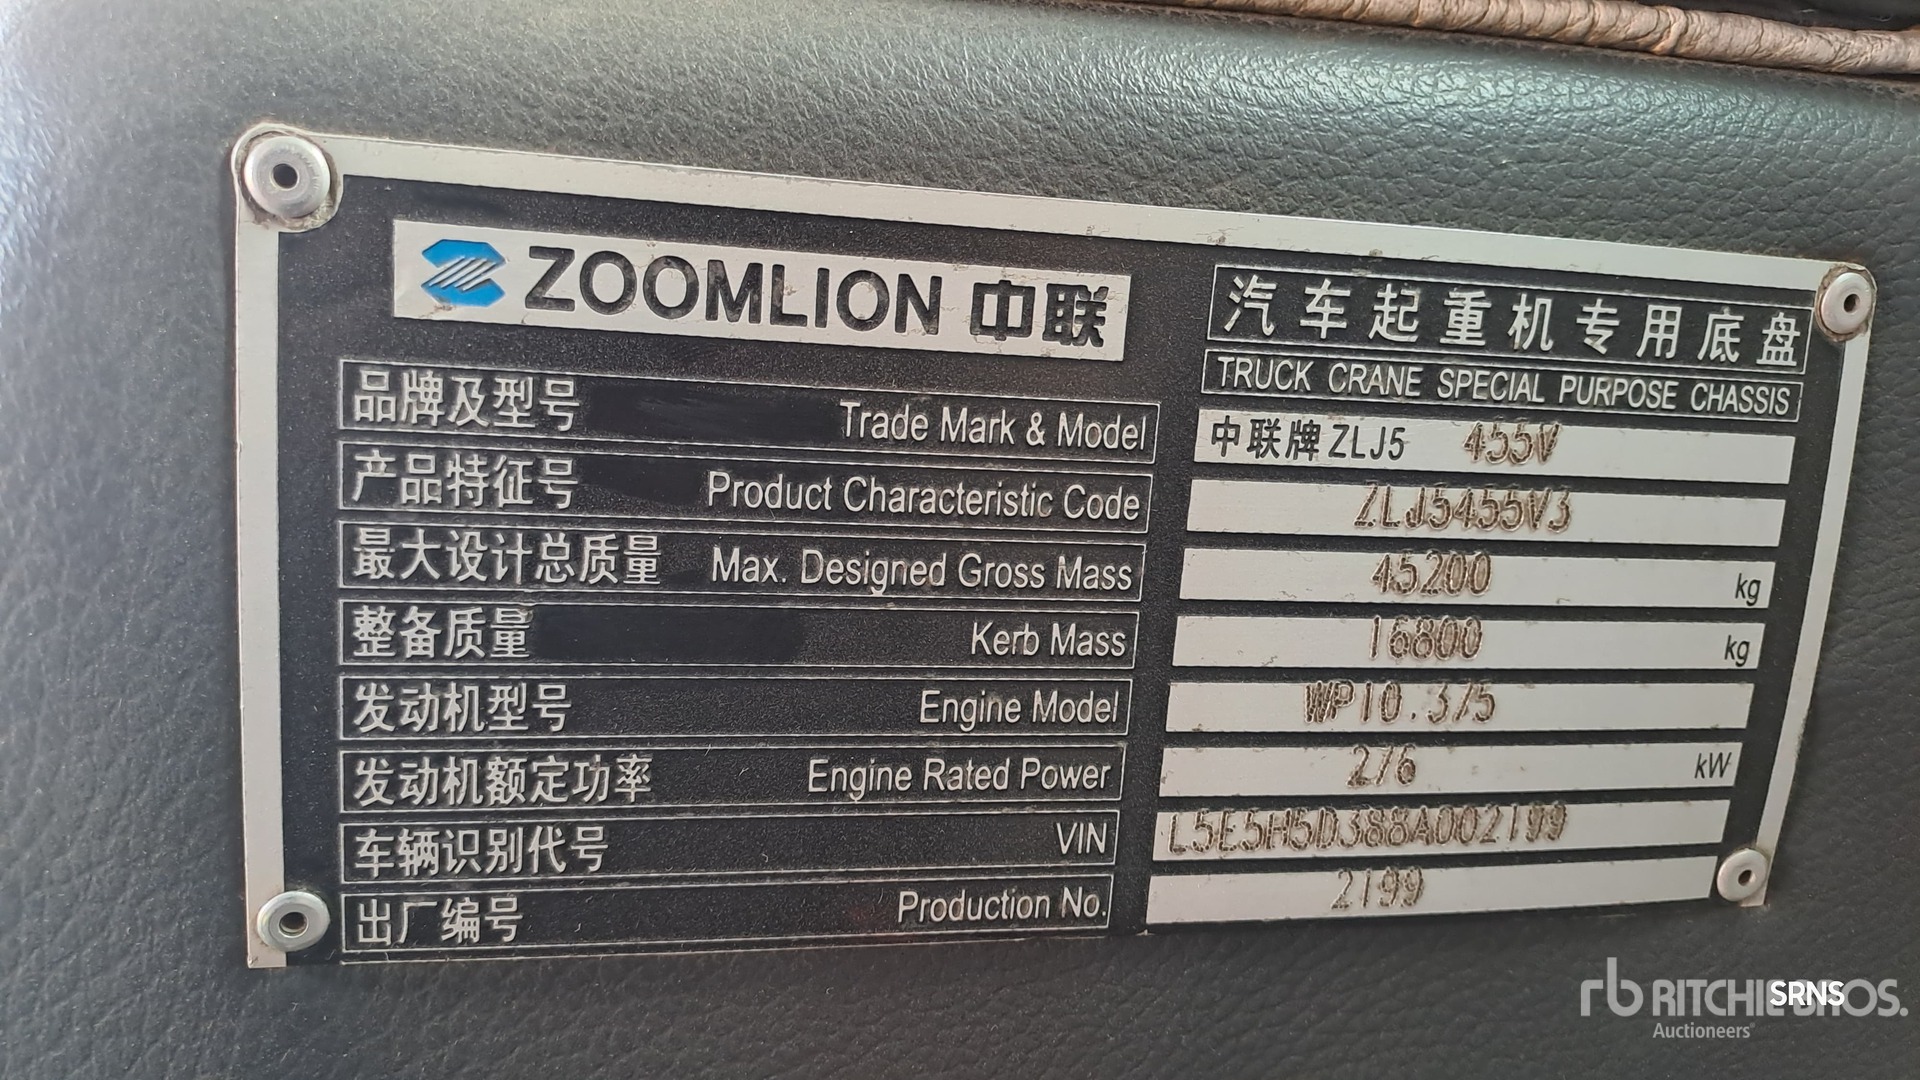 ZOOMLION 中联
汽车起重机专用底盘
TRUCK CRANE SPECIAL PURPOSE CHASSIS
品牌及型号 Trade Mark & Model 中联牌 ZLJ5 455V
产品特征号 Product Characteristic Code ZLJ5455V3
最大设计总质量 Max. Designed Gross Mass 45200 kg
整备质量 Kerb Mass 16800 kg
发动机型号 Engine Model WP10.375
发动机额定功率 Engine Rated Power 276 kW
车辆识别代号 VIN L5E5H5D388A002199
出厂编号 Production No. 2199
rb RITCHIE BROS.
SRNS
Auctioneers